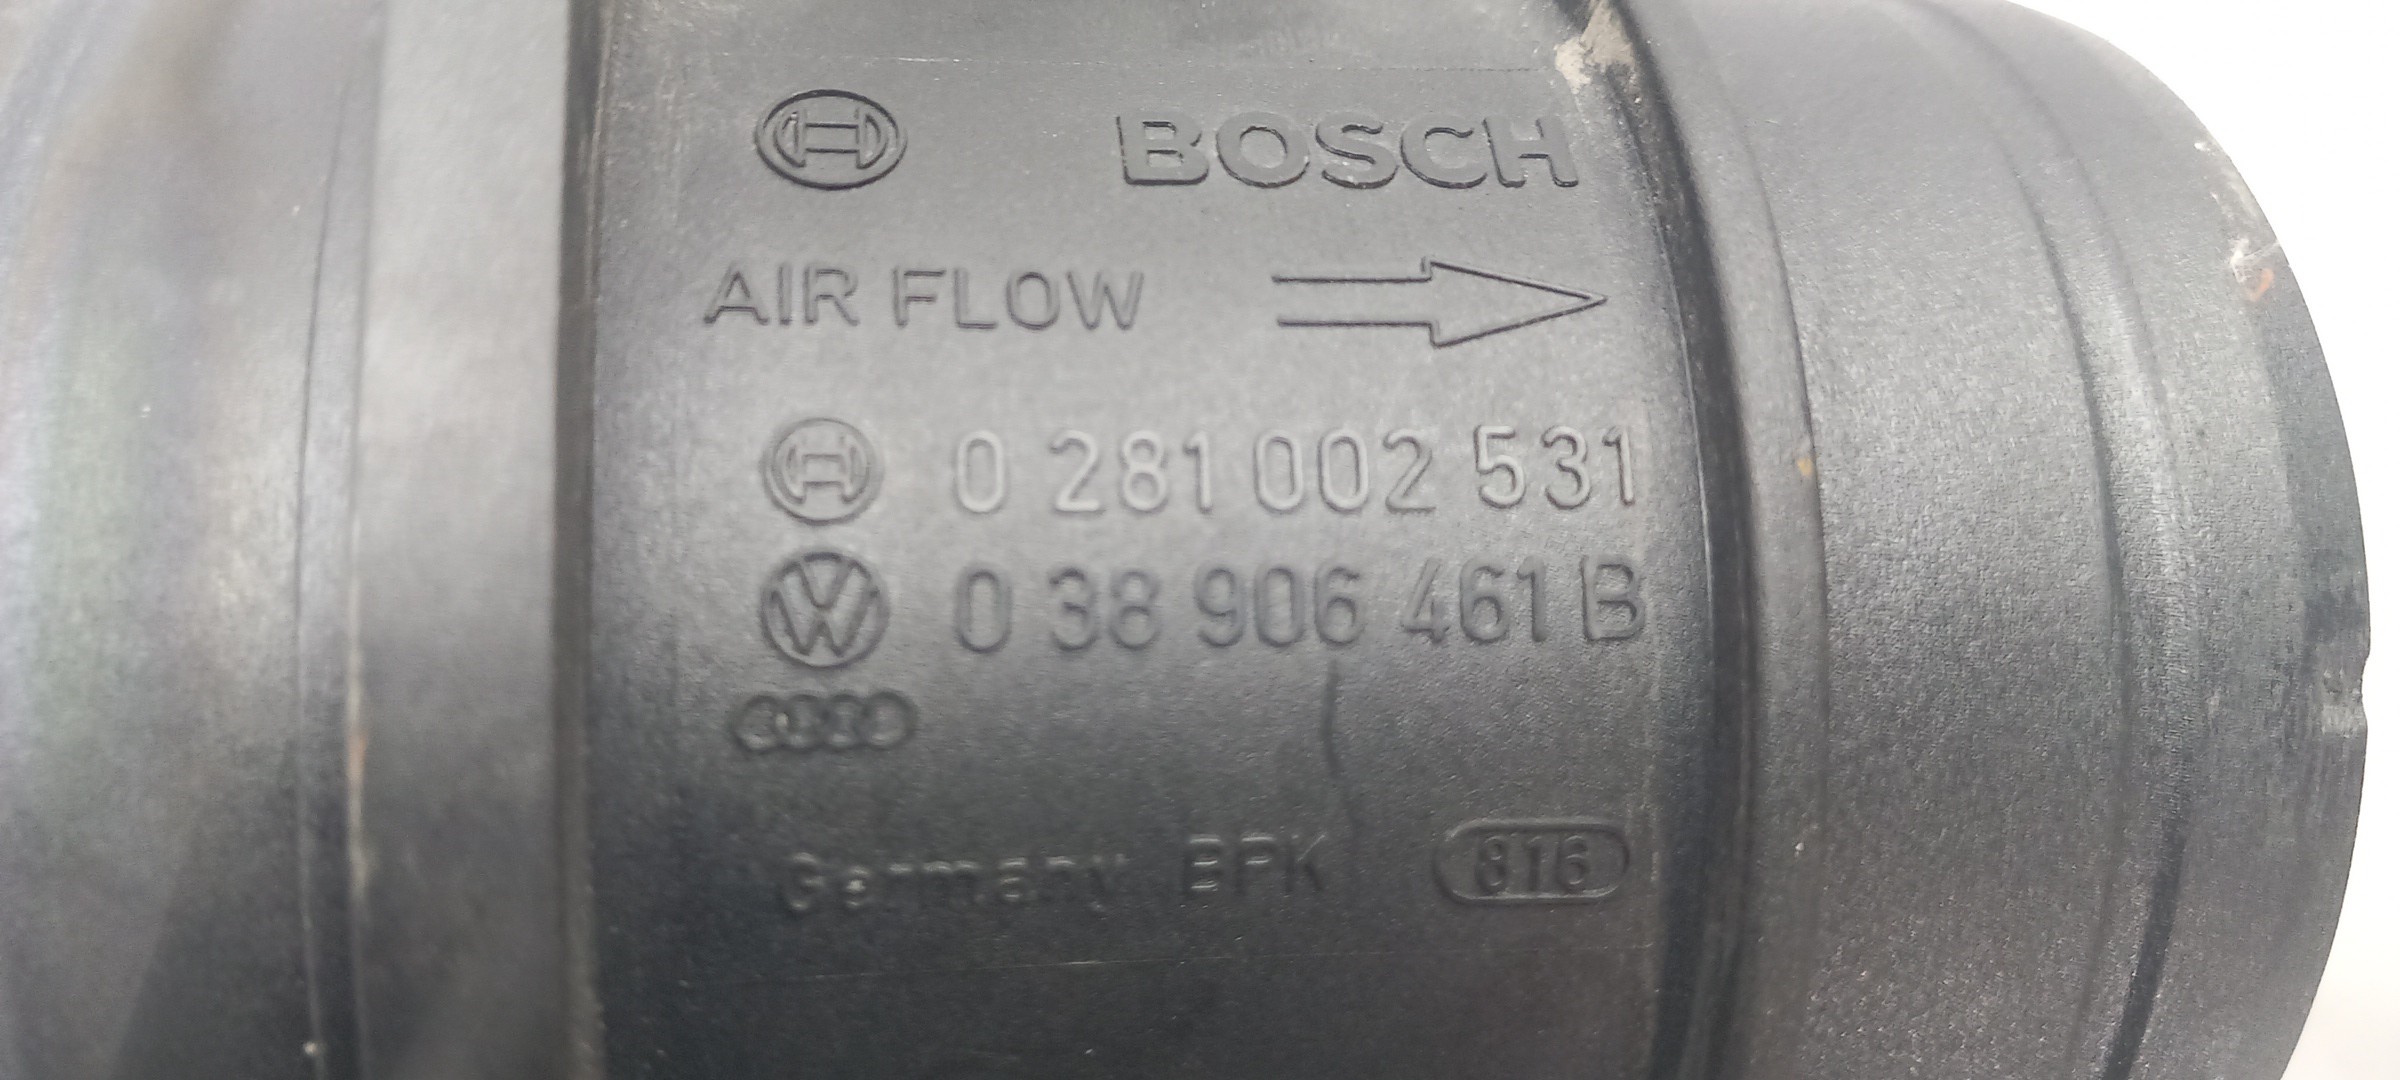 BOSCH
AIR FLOW
0 281 002 531
0 38 906 461 B
Germany BPK 816